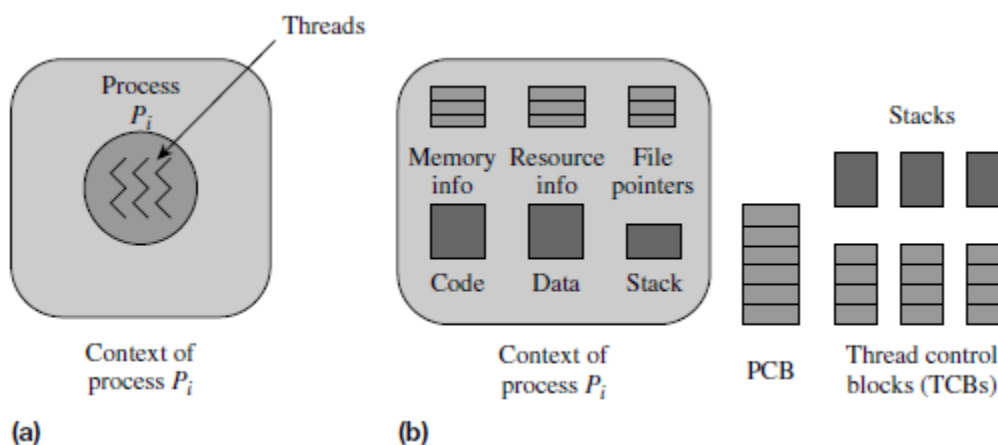 Threads
Process
P_i
Context of
process P_i
(a)
Memory
info
Resource
info
File
pointers
Code
Data
Stack
Context of
process P_i
(b)
PCB
Stacks
Thread control
blocks (TCBs)